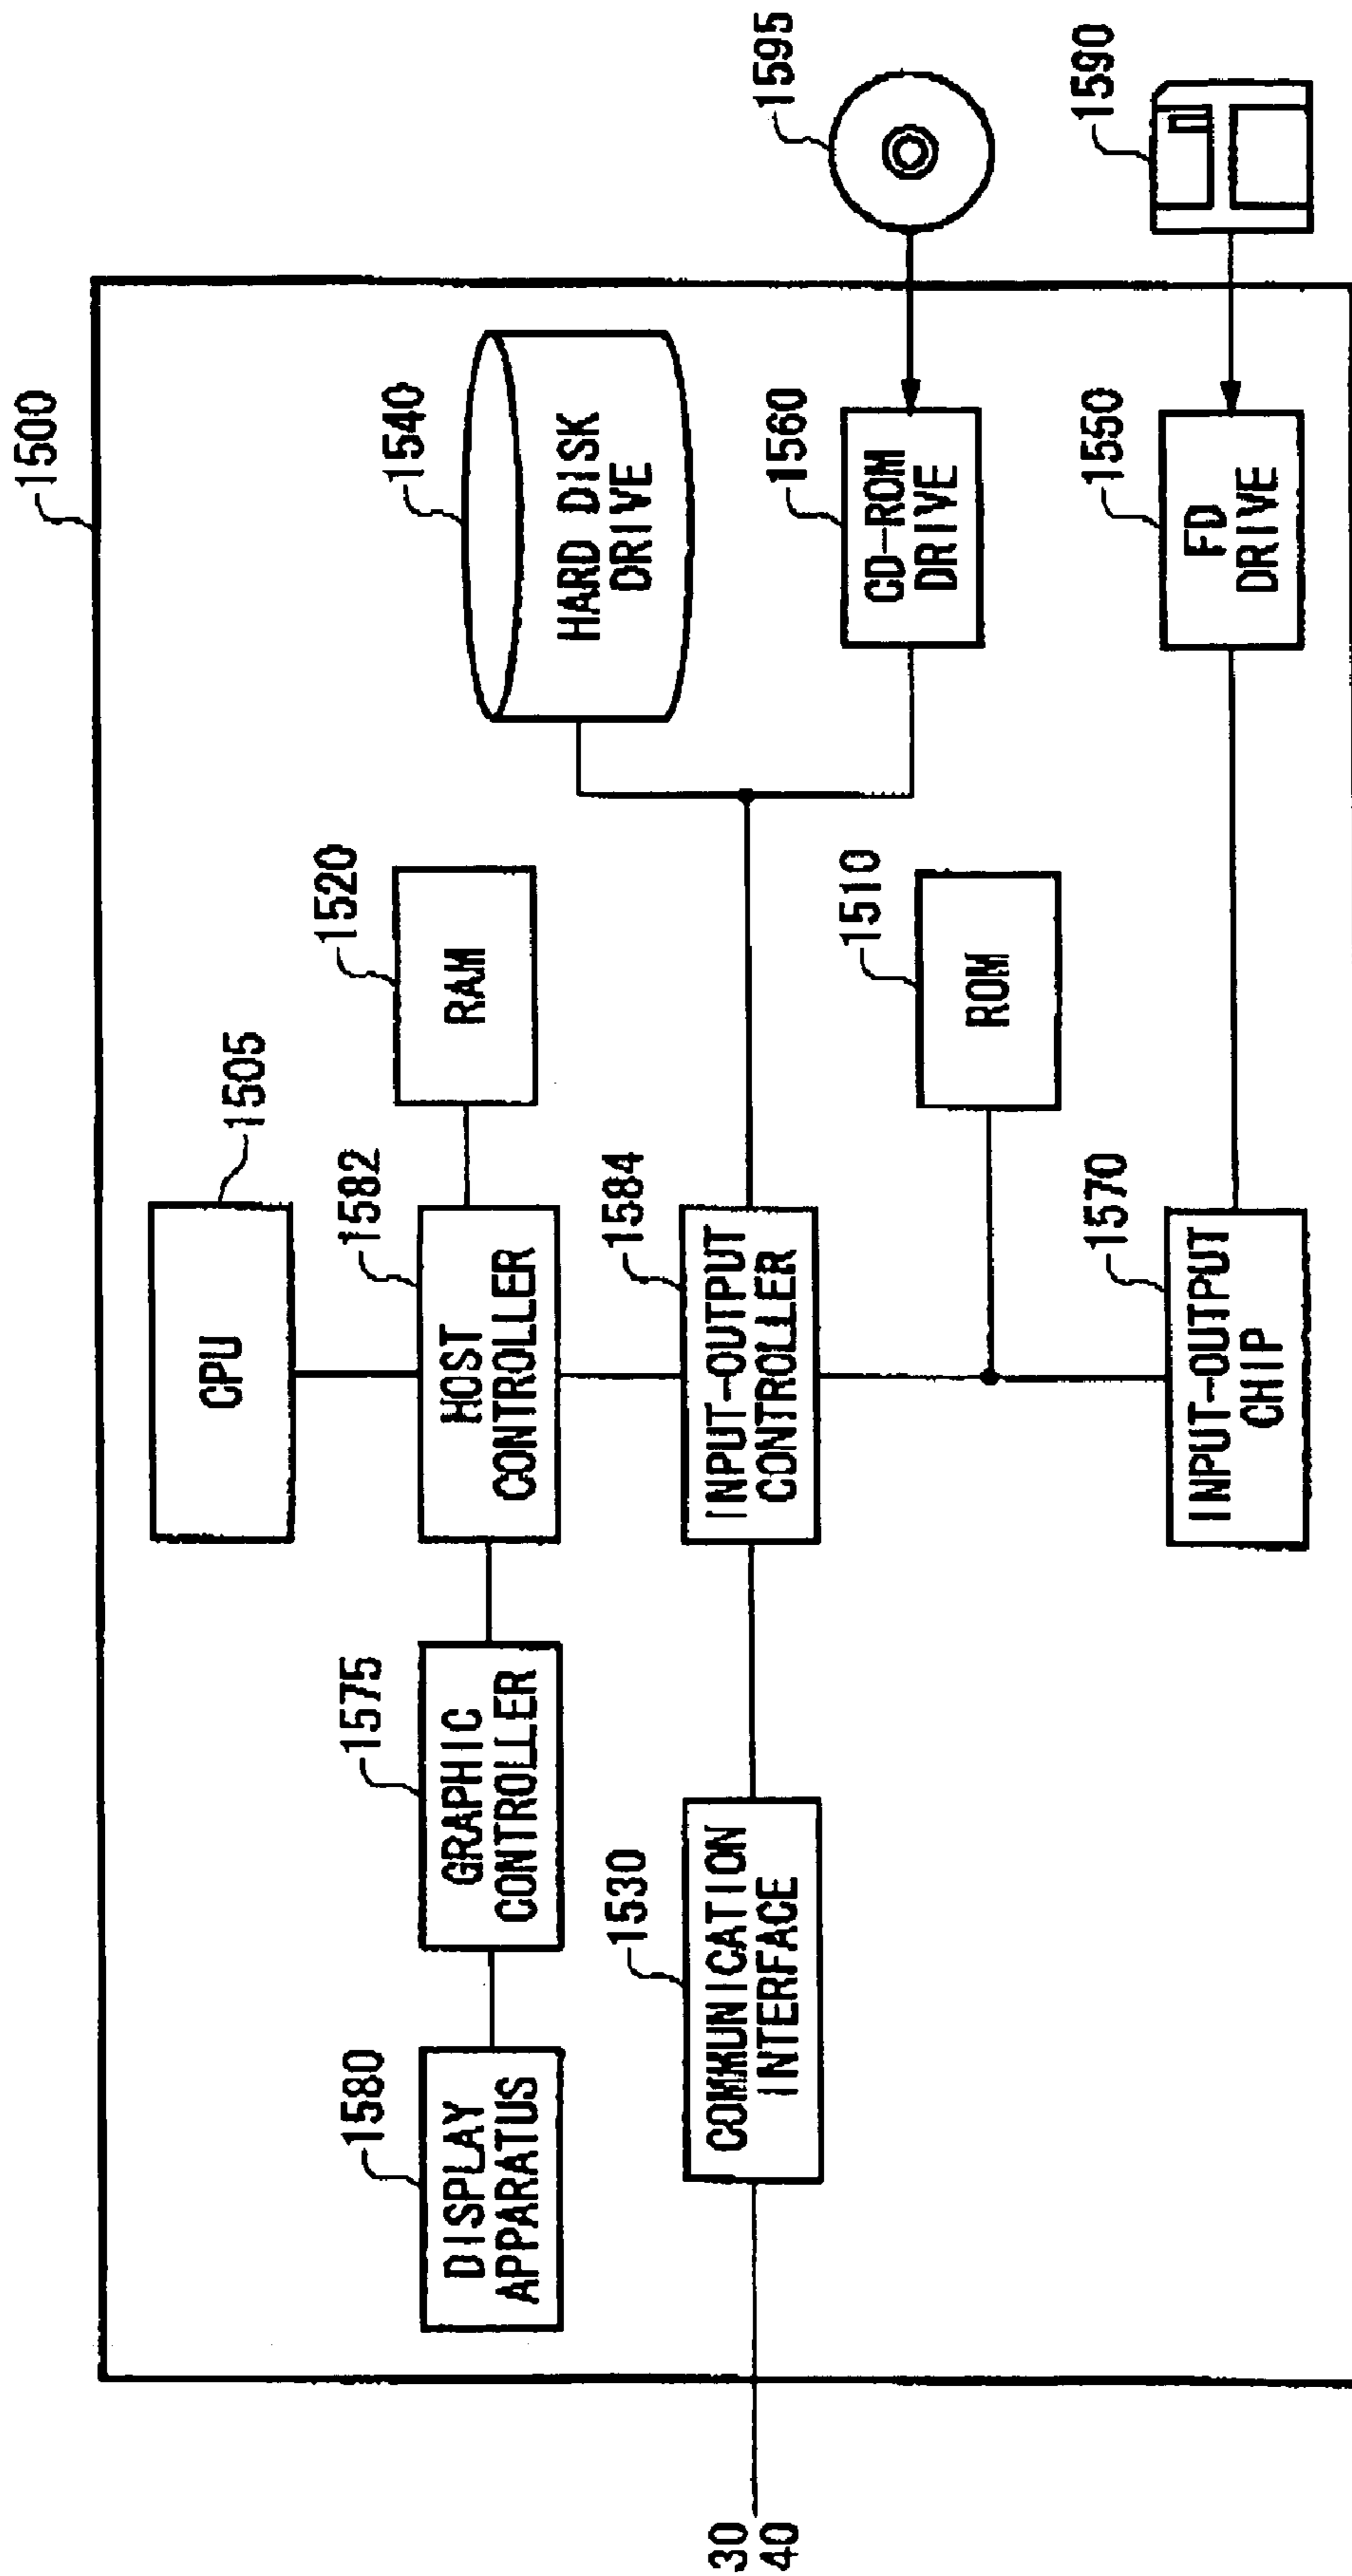 1500
CPU
1505
DISPLAY
APPARATUS
1580
GRAPHIC
CONTROLLER
1575
HOST
CONTROLLER
1582
RAM
1520
HARD DISK
DRIVE
1540
30
40
COMMUNICATION
INTERFACE
1530
INPUT-OUTPUT
CONTROLLER
1584
CD-ROM
DRIVE
1560
1595
ROM
1510
INPUT-OUTPUT
CHIP
1570
FD
DRIVE
1550
1590